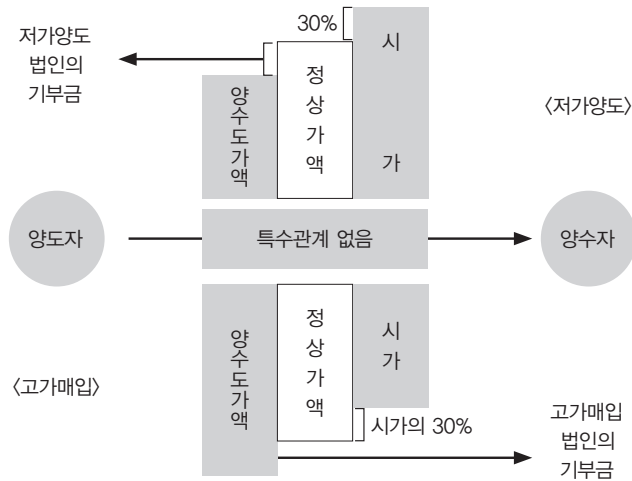 저가양도
법인의
기부금
30%
시
가
정상가액
양수도가액
〈저가양도〉
양도자
특수관계 없음
양수자
〈고가매입〉
양수도가액
정상가액
시가
시가의 30%
고가매입
법인의
기부금